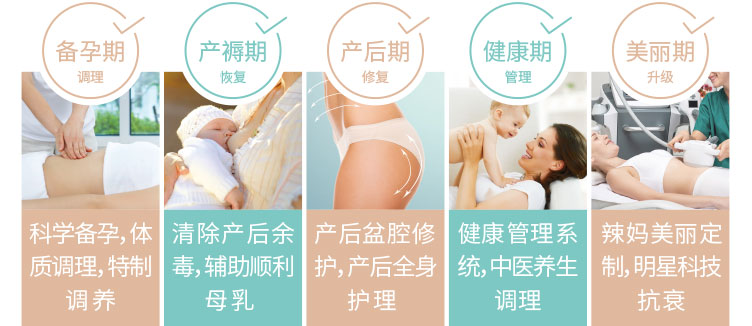 备孕期
调理
产褥期
恢复
产后期
修复
健康期
管理
美丽期
升级
科学备孕,体
质调理,特制
调养
清除产后余
毒,辅助顺利
母乳
产后盆腔修
护,产后全身
护理
健康管理系
统,中医养生
调理
辣妈美丽定
制,明星科技
抗衰